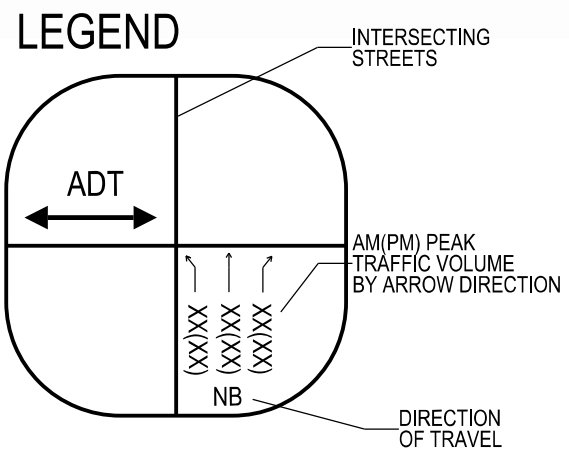 LEGEND
INTERSECTING
STREETS
ADT
AM(PM) PEAK
TRAFFIC VOLUME
BY ARROW DIRECTION
XX(XX)
XX(XX)
XX(XX)
NB
DIRECTION
OF TRAVEL